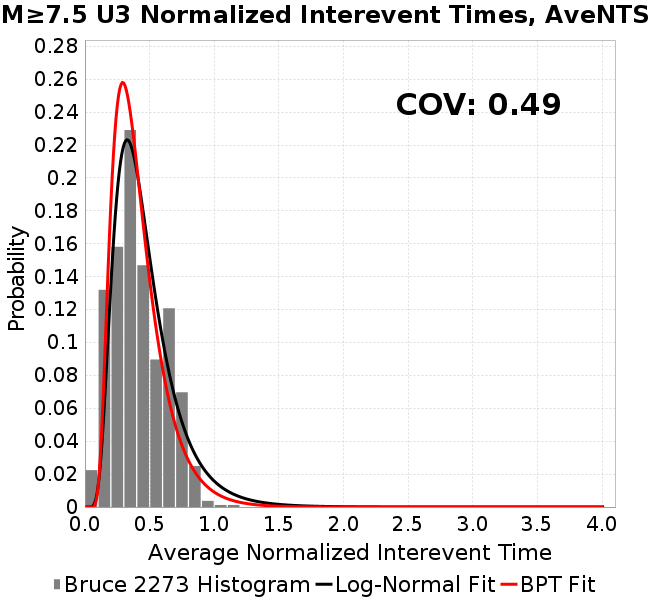 M≥7.5 U3 Normalized Interevent Times, AveNTS
COV: 0.49
Probability
0.28
0.26
0.24
0.22
0.2
0.18
0.16
0.14
0.12
0.1
0.08
0.06
0.04
0.02
0
0.0 0.5 1.0 1.5 2.0 2.5 3.0 3.5 4.0
Average Normalized Interevent Time
Bruce 2273 Histogram Log-Normal Fit BPT Fit